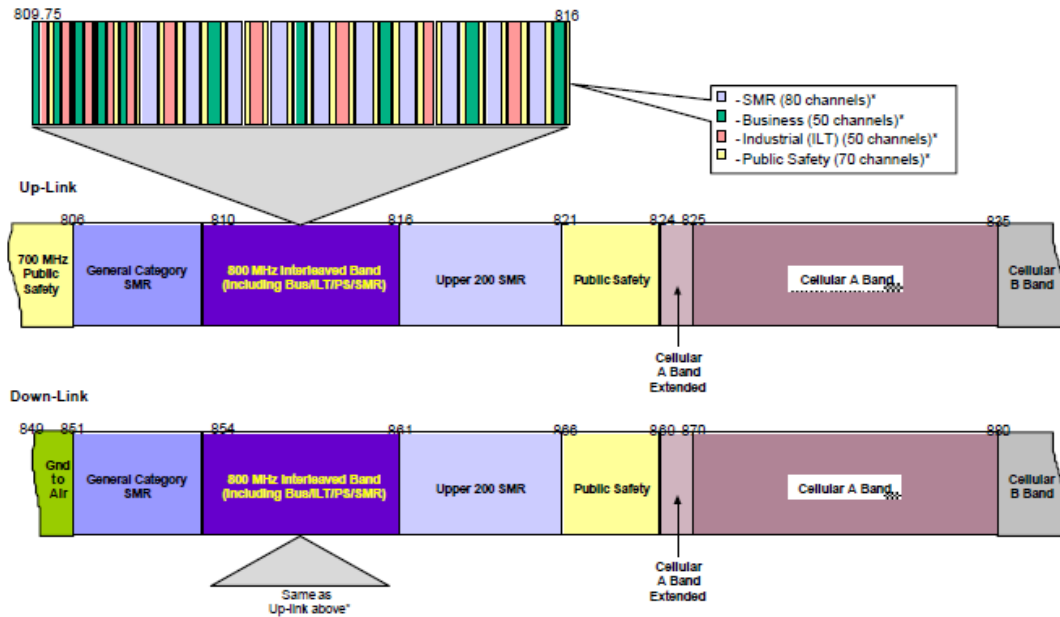 809.75 816
- SMR (80 channels)*
- Business (50 channels)*
- Industrial (ILT) (50 channels)*
- Public Safety (70 channels)*
Up-Link
806 810 816 821 824 825 835
700 MHz
Public
Safety
General Category
SMR
800 MHz Interleaved Band
(Including Bus/ILT/PS/SMR)
Upper 200 SMR
Public Safety
Cellular A Band
Cellular
B Band
Cellular
A Band
Extended
Down-Link
849 851 854 861 866 869 870 880
Gnd
to
Air
General Category
SMR
800 MHz Interleaved Band
(Including Bus/ILT/PS/SMR)
Upper 200 SMR
Public Safety
Cellular A Band
Cellular
B Band
Cellular
A Band
Extended
Same as
Up-link above*